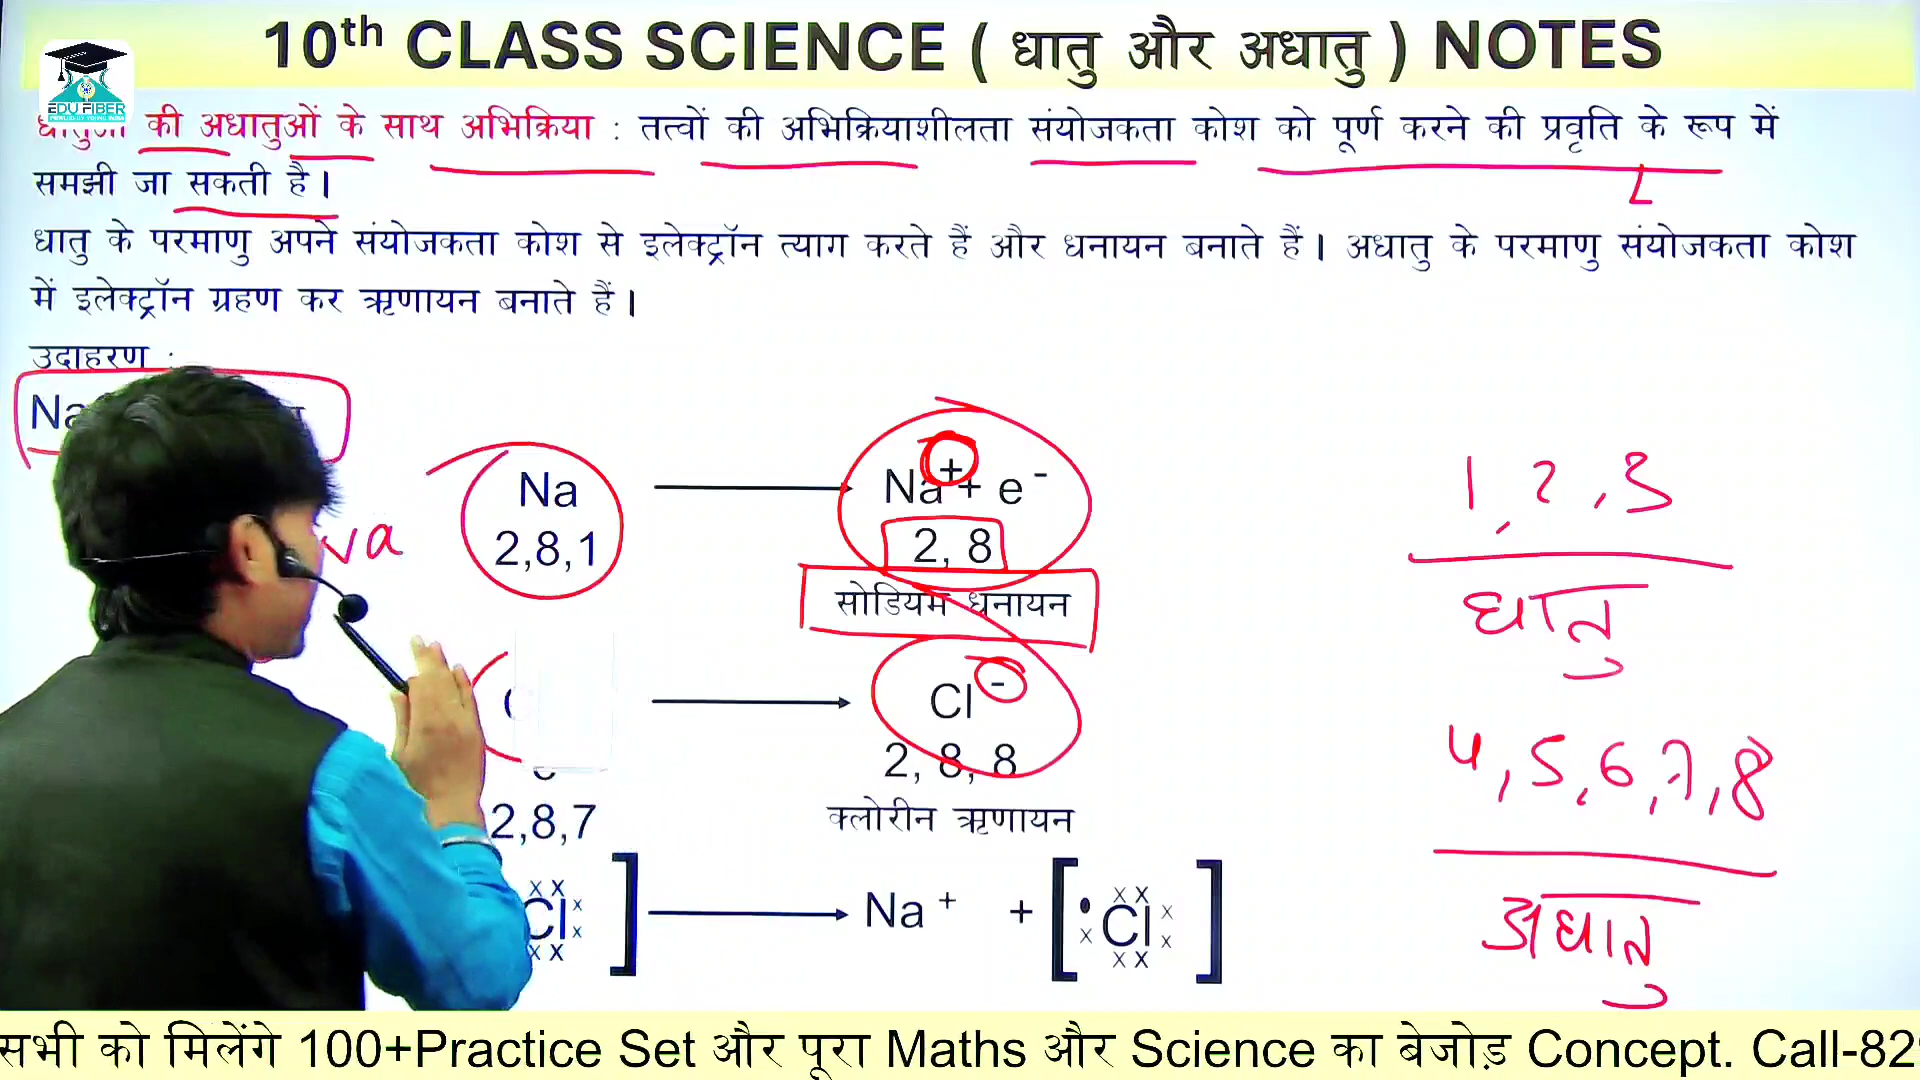 10th CLASS SCIENCE ( धातु और अधातु ) NOTES
EDU FIBER
की अधातुओं के साथ अभिक्रिया : तत्वों की अभिक्रियाशीलता संयोजकता कोश को पूर्ण करने की प्रवृति के रूप में
समझी जा सकती है।
धातु के परमाणु अपने संयोजकता कोश से इलेक्ट्रॉन त्याग करते हैं और धनायन बनाते हैं। अधातु के परमाणु संयोजकता कोश
में इलेक्ट्रॉन ग्रहण कर ऋणायन बनाते हैं।
उदाहरण :
Na
Na Na+ + e-
2,8,1 2, 8
सोडियम धनायन
Cl-
2, 8, 8
2,8,7 क्लोरीन ऋणायन
Cl ] Na + + [ Cl ]
1, 2, 3
धातु
4, 5, 6, 7, 8
अधातु
सभी को मिलेंगे 100+Practice Set और पूरा Maths और Science का बेजोड़ Concept. Call-82